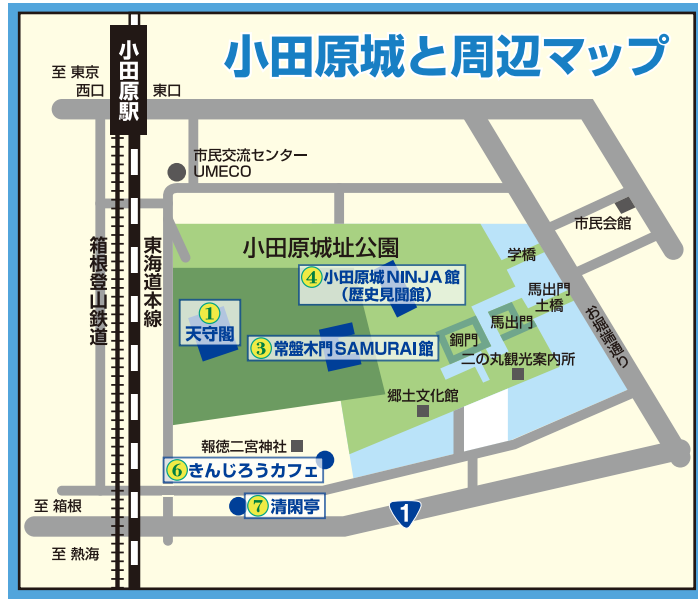 小田原城と周辺マップ
小田原駅
至 東京
西口
東口
市民交流センター
UMECO
市民会館
小田原城址公園
学橋
箱根登山鉄道
東海道本線
④小田原城NINJA館
（歴史見聞館）
馬出門
土橋
①
天守閣
馬出門
お堀端通り
③常盤木門SAMURAI館
銅門
二の丸観光案内所
郷土文化館
報徳二宮神社
⑥きんじろうカフェ
⑦清閑亭
至 箱根
1
至 熱海